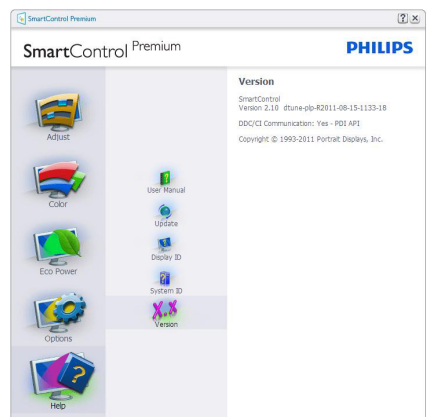 SmartControl Premium
SmartControl Premium
PHILIPS
Adjust
Color
Eco Power
Options
Help
User Manual
Update
Display ID
System ID
X.X
Version
Version
SmartControl
Version 2.10 dtune-plp-R2011-08-15-1133-18
DDC/CI Communication: Yes - PDI API
Copyright © 1993-2011 Portrait Displays, Inc.